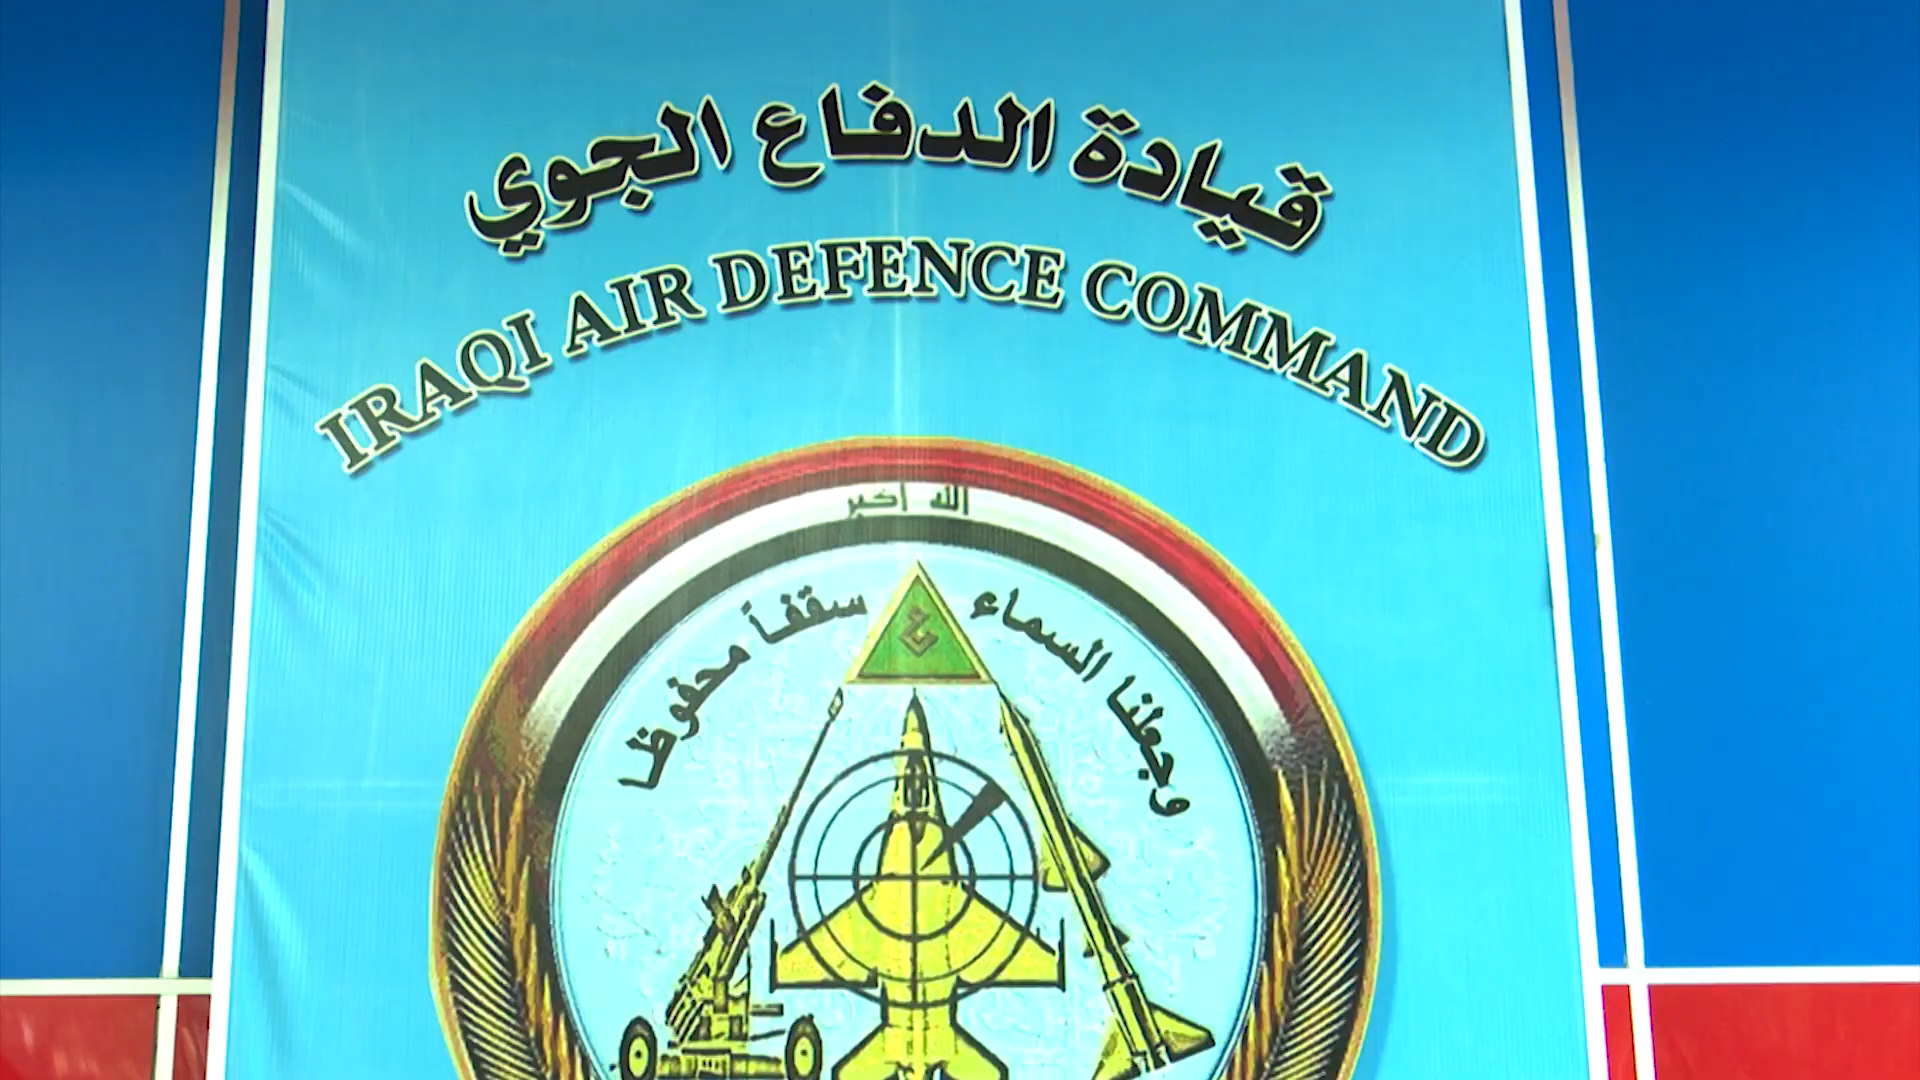 قيادة الدفاع الجوي
IRAQI AIR DEFENCE COMMAND
الله أكبر
وجعلنا السماء سقفاً محفوظا